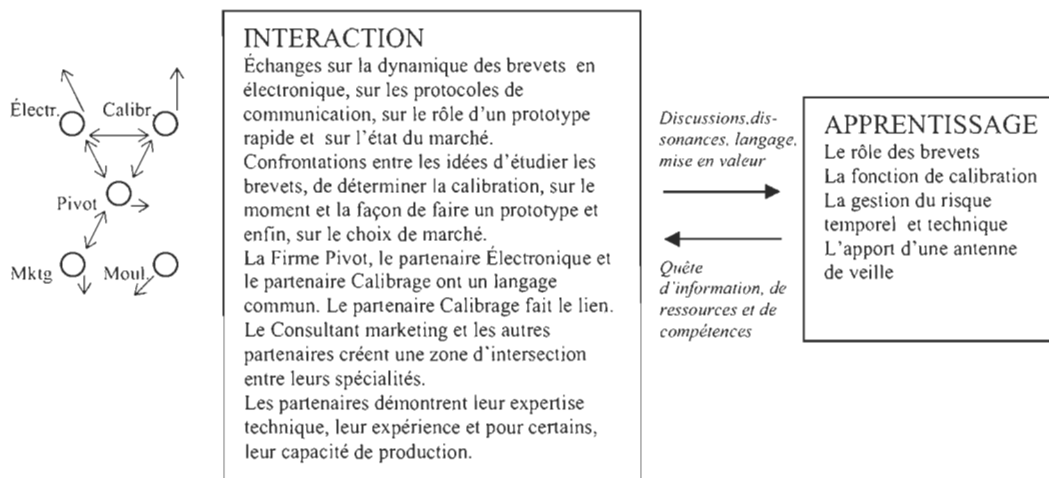 Électr.
Calibr.
Pivot
Mktg
Moul.
INTERACTION
Échanges sur la dynamique des brevets en
électronique, sur les protocoles de
communication, sur le rôle d'un prototype
rapide et sur l'état du marché.
Confrontations entre les idées d'étudier les
brevets, de déterminer la calibration, sur le
moment et la façon de faire un prototype et
enfin, sur le choix de marché.
La Firme Pivot, le partenaire Électronique et
le partenaire Calibrage ont un langage
commun. Le partenaire Calibrage fait le lien.
Le Consultant marketing et les autres
partenaires créent une zone d'intersection
entre leurs spécialités.
Les partenaires démontrent leur expertise
technique, leur expérience et pour certains,
leur capacité de production.
Discussions,dis-
sonances, langage,
mise en valeur
Quête
d'information, de
ressources et de
compétences
APPRENTISSAGE
Le rôle des brevets
La fonction de calibration
La gestion du risque
temporel et technique
L'apport d'une antenne
de veille